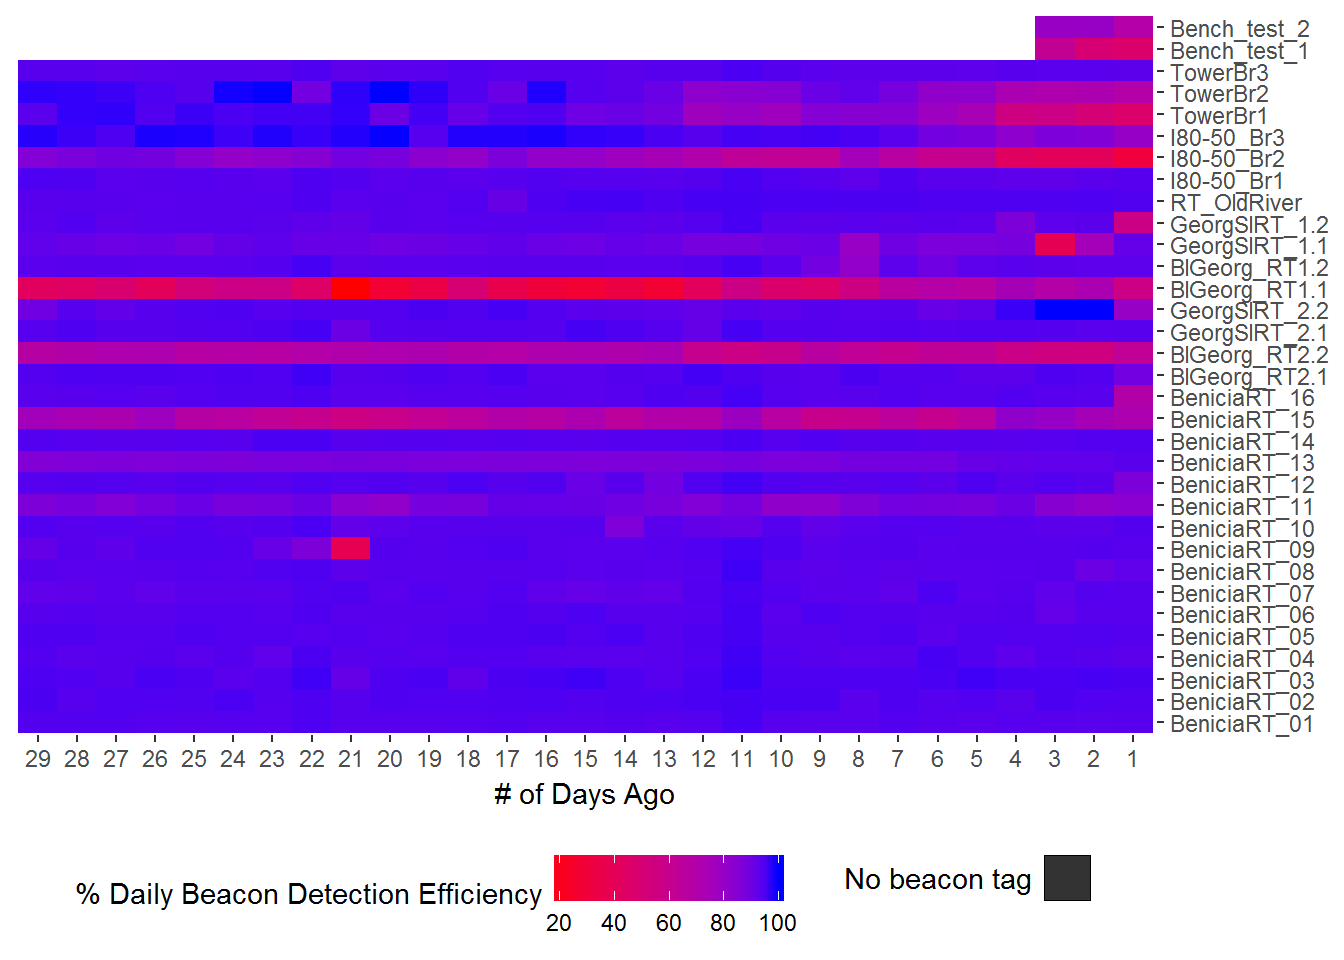 Bench_test_2
Bench_test_1
TowerBr3
TowerBr2
TowerBr1
I80-50_Br3
I80-50_Br2
I80-50_Br1
RT_OldRiver
GeorgSlRT_1.2
GeorgSlRT_1.1
BlGeorg_RT1.2
BlGeorg_RT1.1
GeorgSlRT_2.2
GeorgSlRT_2.1
BlGeorg_RT2.2
BlGeorg_RT2.1
BeniciaRT_16
BeniciaRT_15
BeniciaRT_14
BeniciaRT_13
BeniciaRT_12
BeniciaRT_11
BeniciaRT_10
BeniciaRT_09
BeniciaRT_08
BeniciaRT_07
BeniciaRT_06
BeniciaRT_05
BeniciaRT_04
BeniciaRT_03
BeniciaRT_02
BeniciaRT_01
29 28 27 26 25 24 23 22 21 20 19 18 17 16 15 14 13 12 11 10 9 8 7 6 5 4 3 2 1
# of Days Ago
% Daily Beacon Detection Efficiency
20 40 60 80 100
No beacon tag